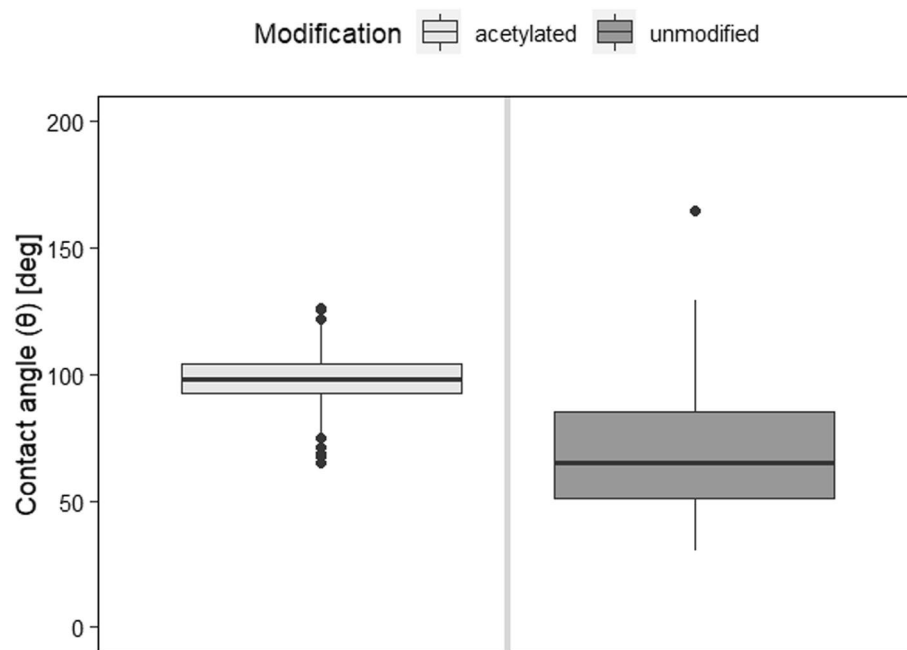 Modification acetylated unmodified
200
150
100
50
0
Contact angle (θ) [deg]